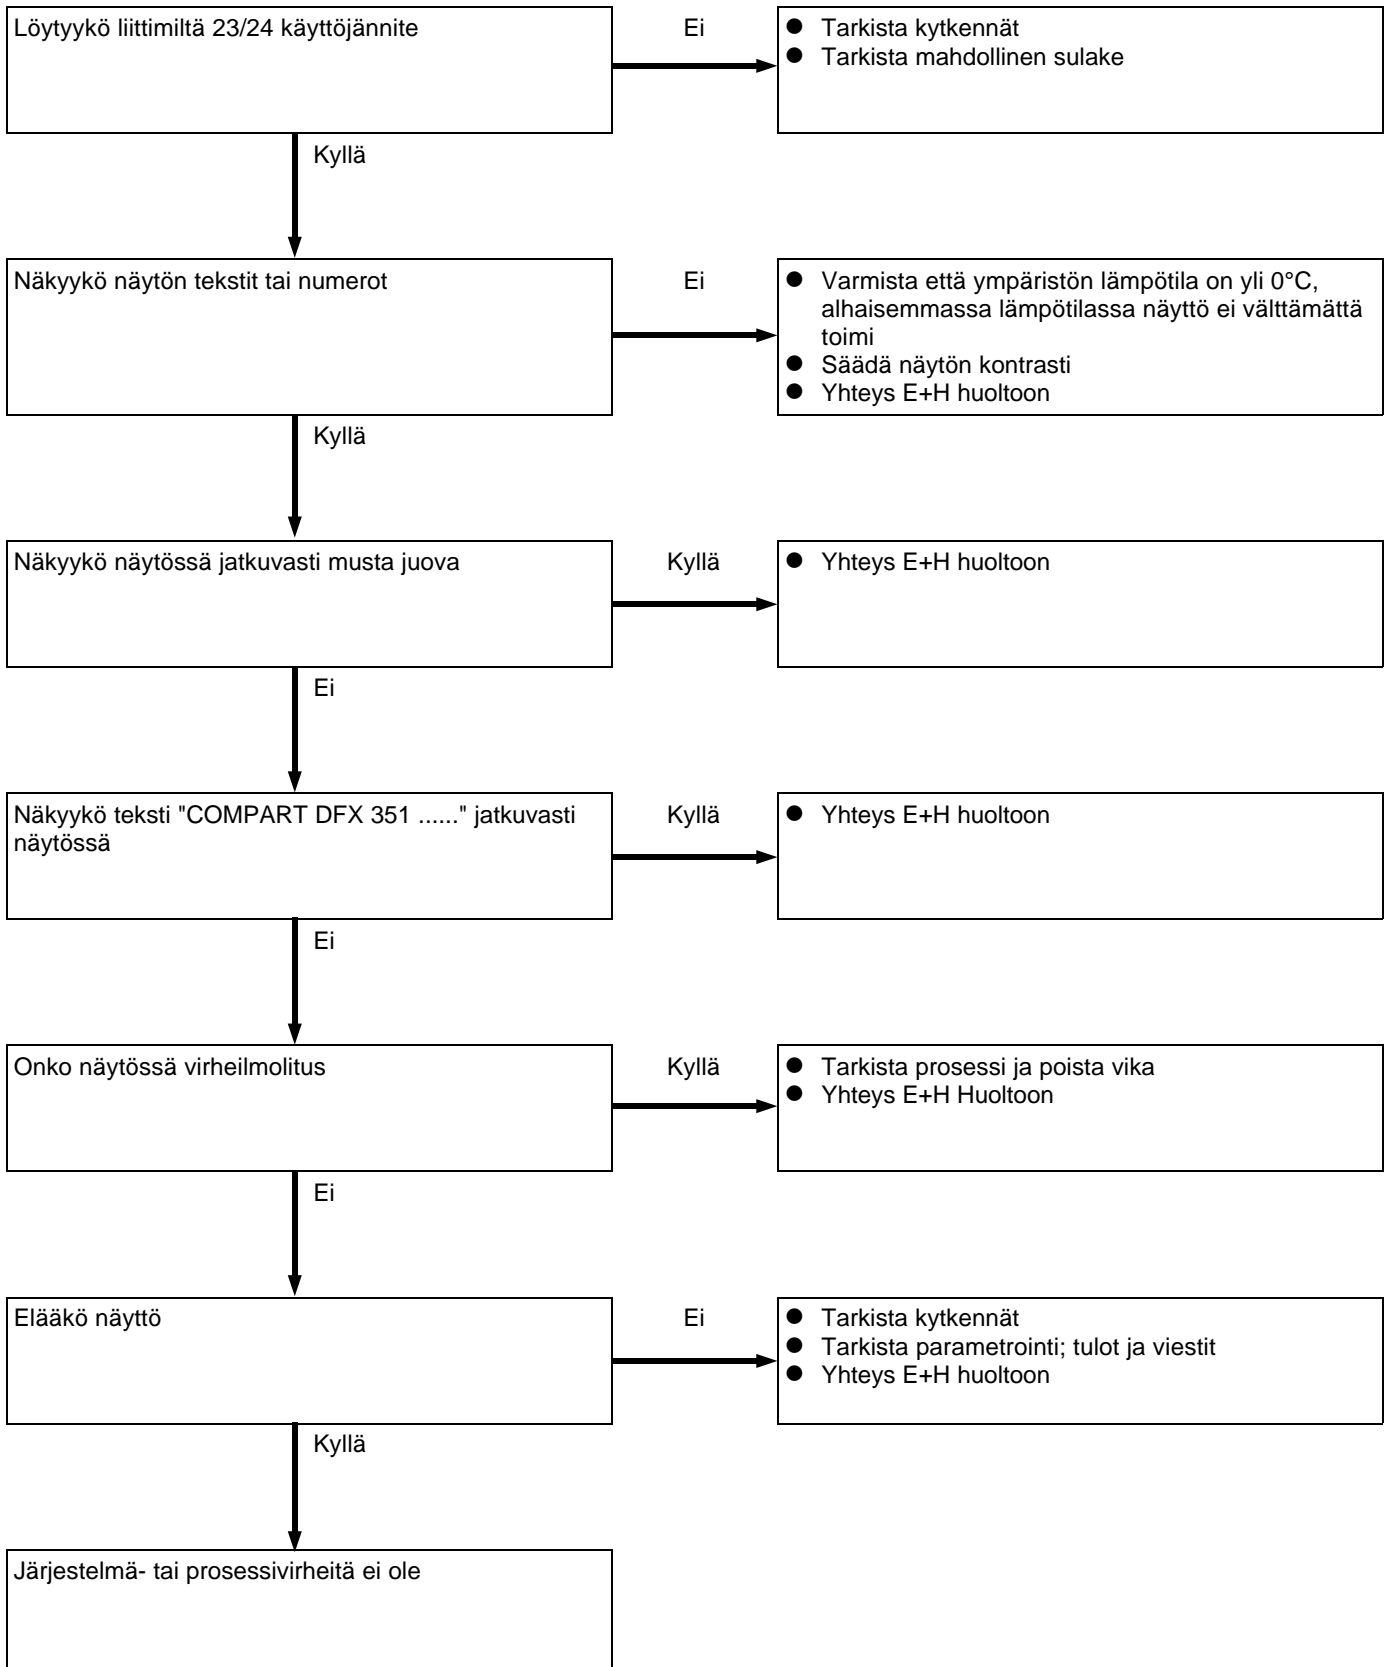 Löytyykö liittimiltä 23/24 käyttöjännite
Ei
● Tarkista kytkennät
● Tarkista mahdollinen sulake
Kyllä
Näkyykö näytön tekstit tai numerot
Ei
● Varmista että ympäristön lämpötila on yli 0°C,
alhaisemmassa lämpötilassa näyttö ei välttämättä
toimi
● Säädä näytön kontrasti
● Yhteys E+H huoltoon
Kyllä
Näkyykö näytössä jatkuvasti musta juova
Kyllä
● Yhteys E+H huoltoon
Ei
Näkyykö teksti "COMPART DFX 351 ......" jatkuvasti
näytössä
Kyllä
● Yhteys E+H huoltoon
Ei
Onko näytössä virheilmolitus
Kyllä
● Tarkista prosessi ja poista vika
● Yhteys E+H Huoltoon
Ei
Elääkö näyttö
Ei
● Tarkista kytkennät
● Tarkista parametrointi; tulot ja viestit
● Yhteys E+H huoltoon
Kyllä
Järjestelmä- tai prosessivirheitä ei ole